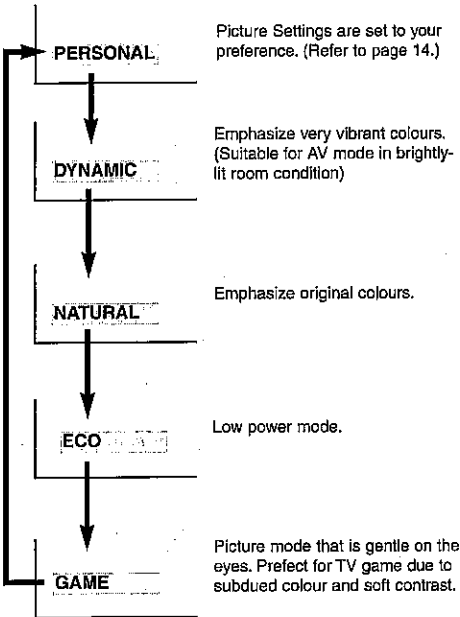 PERSONAL
Picture Settings are set to your
preference. (Refer to page 14.)
DYNAMIC
Emphasize very vibrant colours.
(Suitable for AV mode in brightly-
lit room condition)
NATURAL
Emphasize original colours.
ECO
Low power mode.
GAME
Picture mode that is gentle on the
eyes. Prefect for TV game due to
subdued colour and soft contrast.